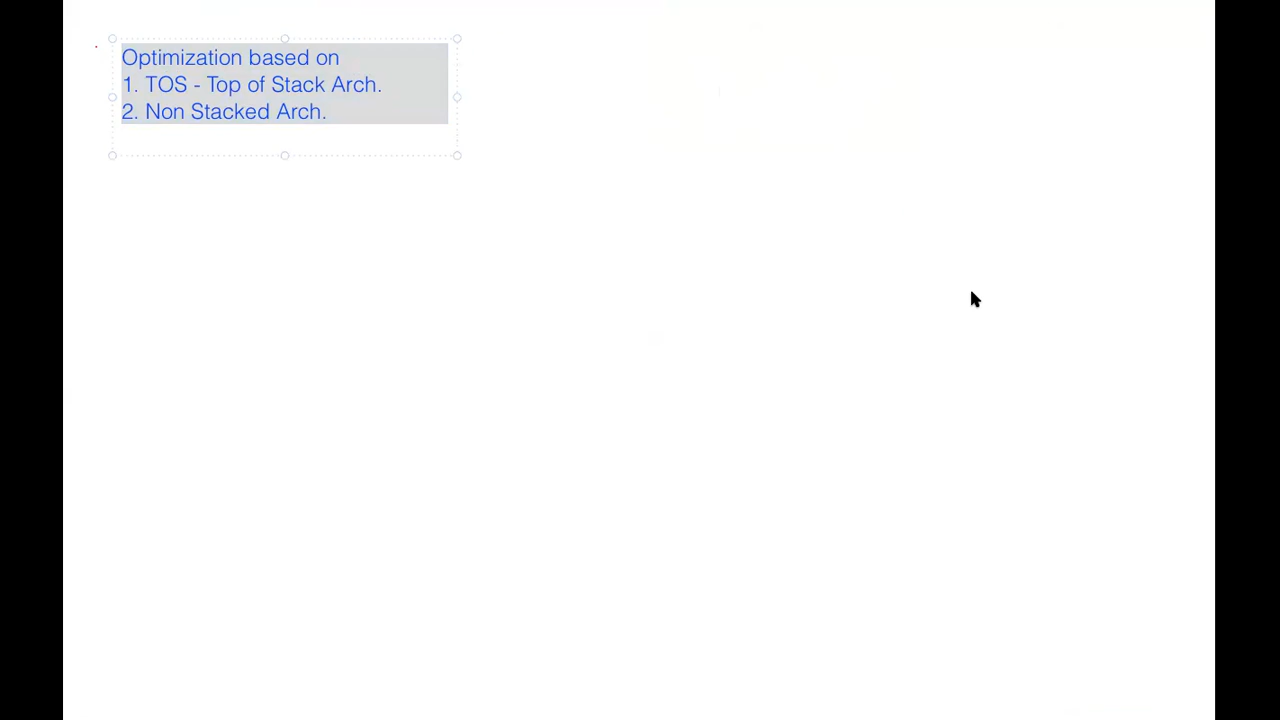 Optimization based on
1. TOS - Top of Stack Arch.
2. Non Stacked Arch.